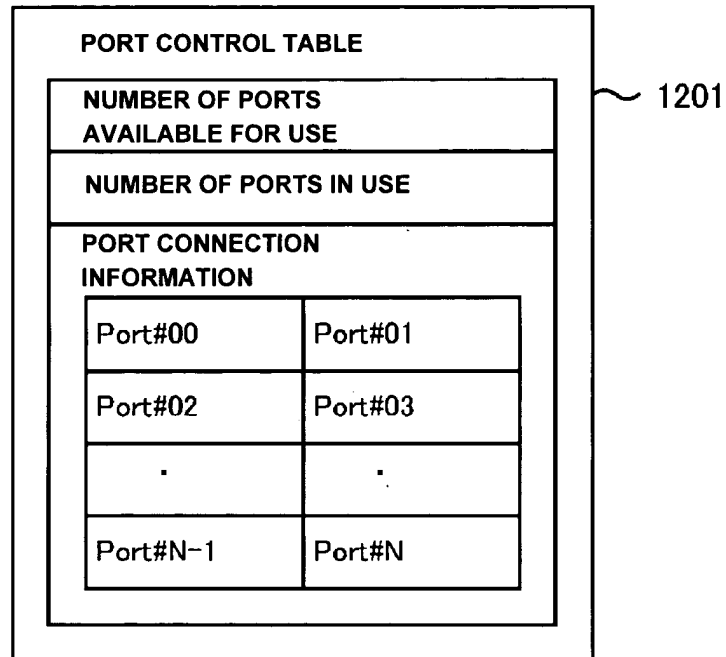 PORT CONTROL TABLE
1201
NUMBER OF PORTS
AVAILABLE FOR USE
NUMBER OF PORTS IN USE
PORT CONNECTION
INFORMATION
Port#00 Port#01
Port#02 Port#03
. .
Port#N-1 Port#N